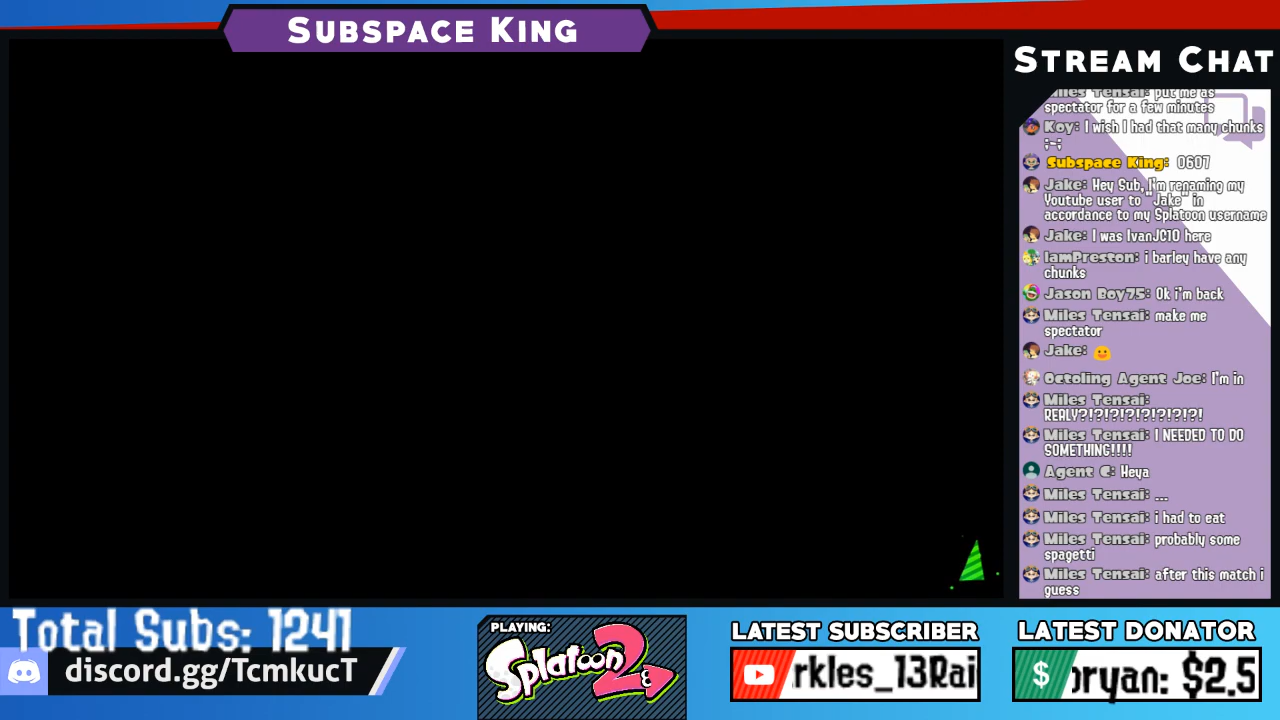 Subspace King
Stream Chat
Miles Tensai: put me as
spectator for a few minutes
Koy: I wish I had that many chunks
;-;
Subspace King: 0607
Jake: Hey Sub, I'm renaming my
Youtube user to "Jake" in
accordance to my Splatoon username
Jake: I was IvanJC10 here
IamPreston: i barley have any
chunks
Jason Boy75: Ok i'm back
Miles Tensai: make me
spectator
Jake:
Octoling Agent Joe: I'm in
Miles Tensai:
REALY?!?!?!?!?!?!?!?!
Miles Tensai: I NEEDED TO DO
SOMETHING!!!!
Agent C: Heya
Miles Tensai: ...
Miles Tensai: i had to eat
Miles Tensai: probably some
spagetti
Miles Tensai: after this match i
guess
Total Subs: 1241
discord.gg/TcmkucT
PLAYING:
Splatoon 2
LATEST SUBSCRIBER
rkles_13Rai
LATEST DONATOR
$
bryan: $2.5